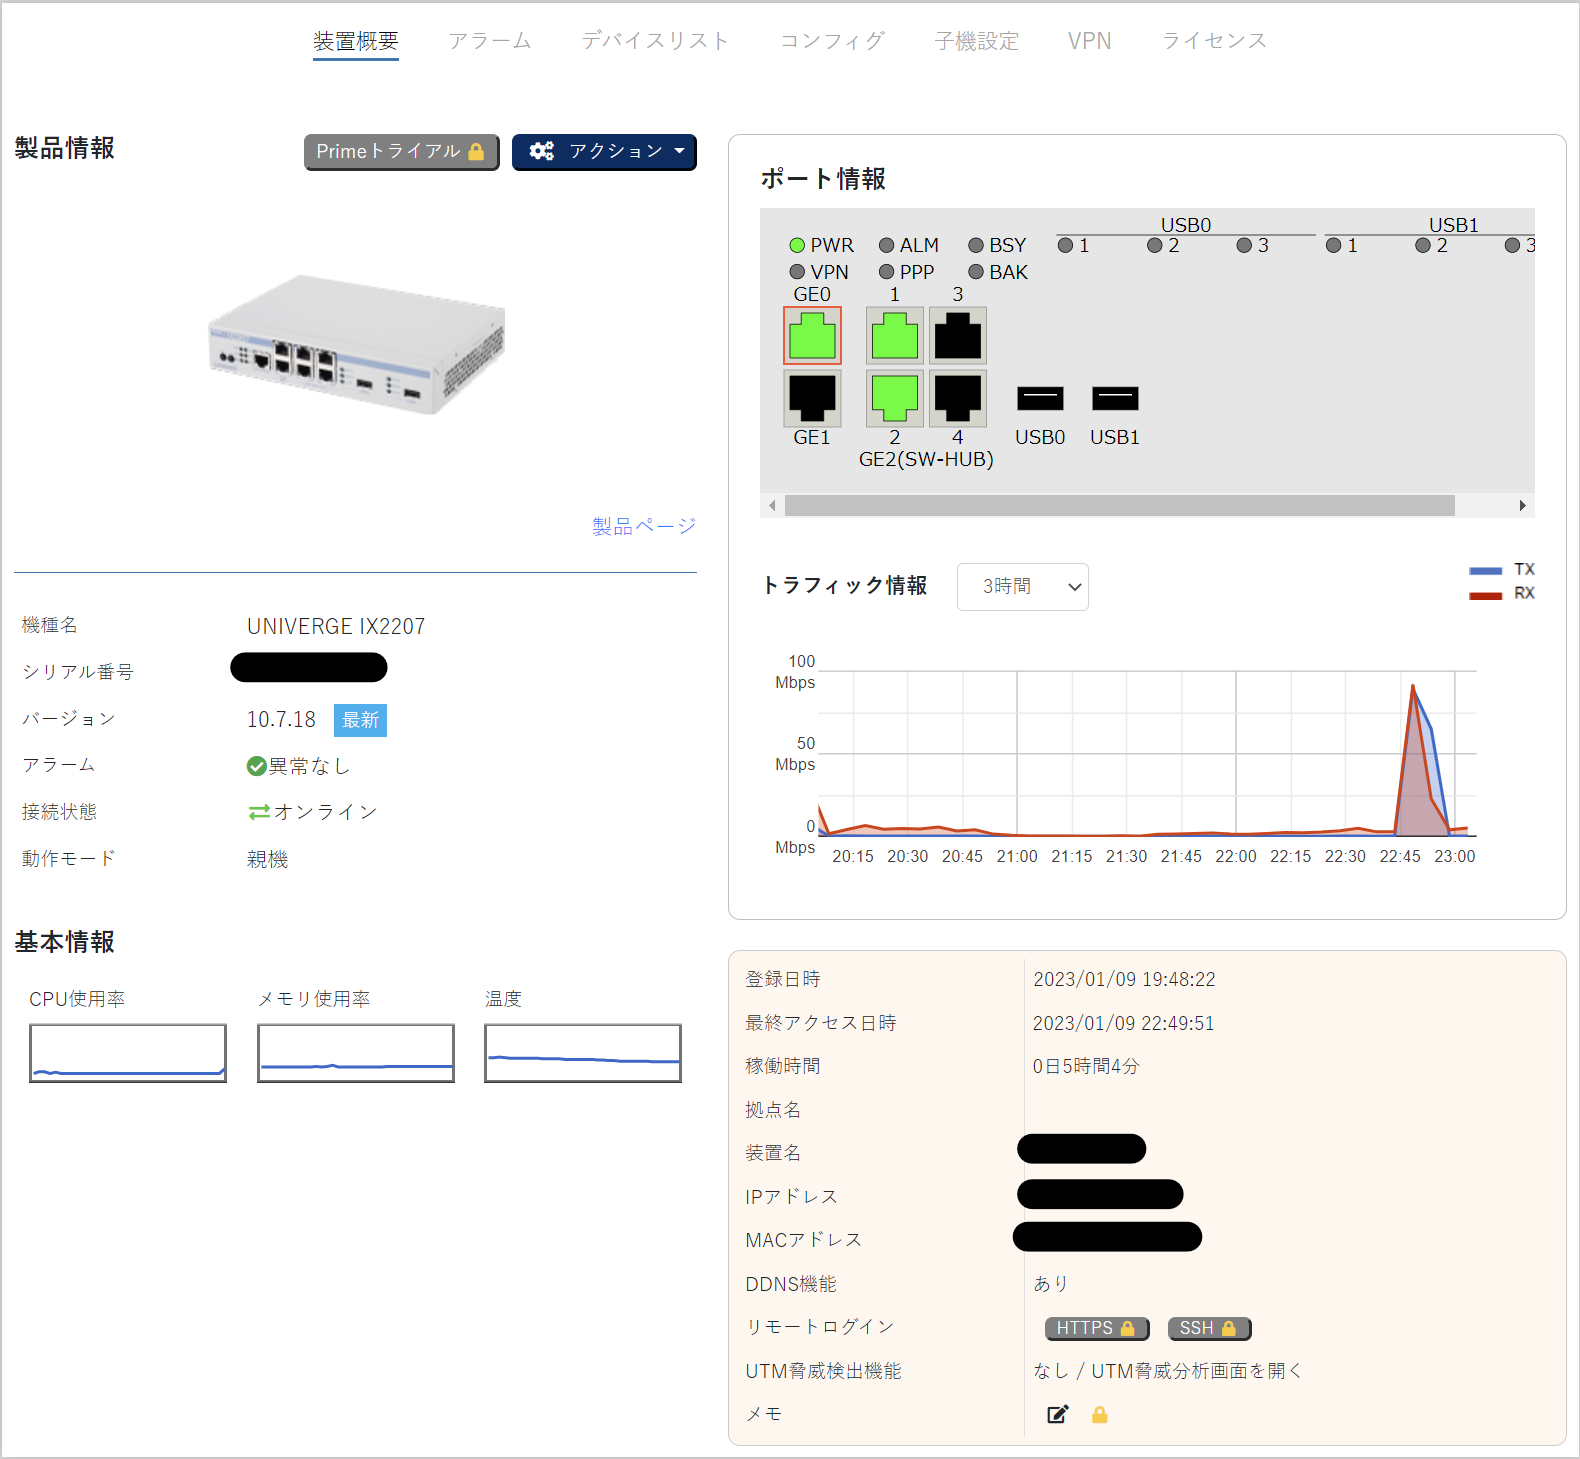 装置概要 アラーム デバイスリスト コンフィグ 子機設定 VPN ライセンス
製品情報
Primeトライアル
アクション
製品ページ
機種名 UNIVERGE IX2207
シリアル番号
バージョン 10.7.18 最新
アラーム 異常なし
接続状態 オンライン
動作モード 親機
基本情報
CPU使用率 メモリ使用率 温度
ポート情報
USB0 USB1
PWR ALM BSY 1 2 3 1 2 3
VPN PPP BAK
GE0 1 3
GE1 2 4 USB0 USB1
GE2(SW-HUB)
トラフィック情報 3時間
TX
RX
100
Mbps
50
Mbps
0
Mbps
20:15 20:30 20:45 21:00 21:15 21:30 21:45 22:00 22:15 22:30 22:45 23:00
登録日時 2023/01/09 19:48:22
最終アクセス日時 2023/01/09 22:49:51
稼働時間 0日5時間4分
拠点名
装置名
IPアドレス
MACアドレス
DDNS機能 あり
リモートログイン HTTPS SSH
UTM脅威検出機能 なし / UTM脅威分析画面を開く
メモ